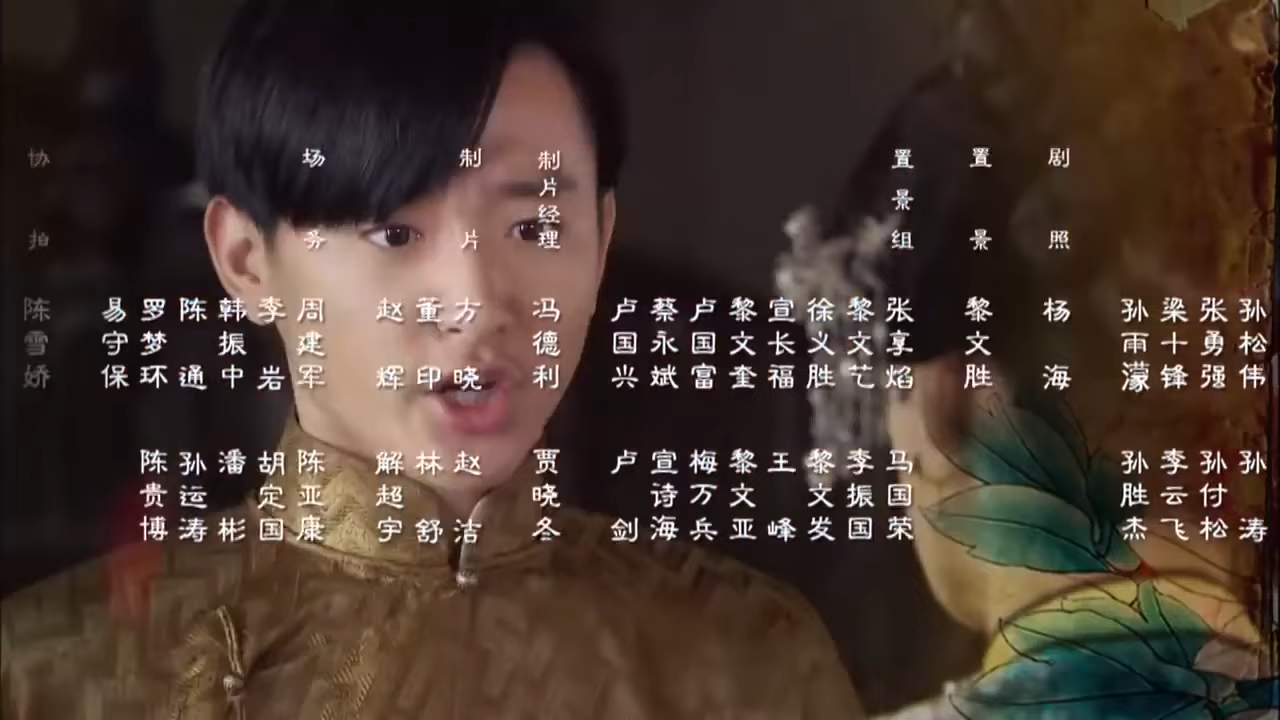 孙松伟
孙涛
张勇强
孙付松
梁十锋
李云飞
孙雨濛
孙胜杰
剧照
杨海
置景
黎文胜
置景组
张享焰
马国荣
黎文艺
李振国
徐义胜
黎文发
宣长福
王峰
黎文奎
黎文亚
卢国富
梅万兵
蔡永斌
宣诗海
卢国兴
卢剑
制片经理
冯德利
贾晓冬
制片
方晓
赵洁
董印
林舒
赵辉
解超宇
场务
周建军
陈亚康
李岩
胡定国
韩振中
潘彬
陈通
孙运涛
罗梦环
陈贵博
易守保
协拍
陈雪娇